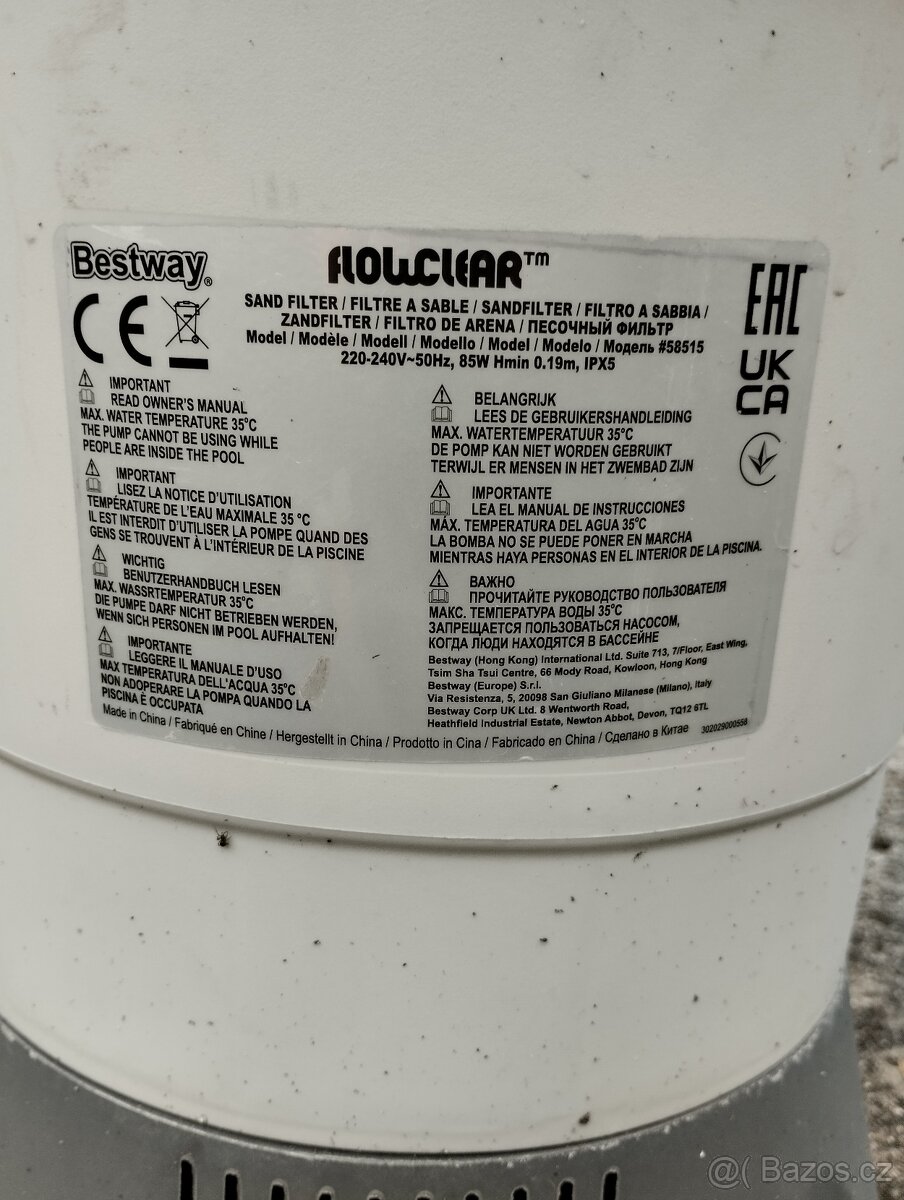 Bestway®
FLOWCLEAR™
SAND FILTER / FILTRE A SABLE / SANDFILTER / FILTRO A SABBIA /
ZANDFILTER / FILTRO DE ARENA / ПЕСОЧНЫЙ ФИЛЬТР
Model / Modèle / Modell / Modello / Model / Modelo / Модель #58515
220-240V~50Hz, 85W Hmin 0.19m, IPX5
CE
EAC
UK
CA
IMPORTANT
READ OWNER'S MANUAL
MAX. WATER TEMPERATURE 35°C
THE PUMP CANNOT BE USING WHILE
PEOPLE ARE INSIDE THE POOL
IMPORTANT
LISEZ LA NOTICE D'UTILISATION
TEMPÉRATURE DE L'EAU MAXIMALE 35 °C
IL EST INTERDIT D'UTILISER LA POMPE QUAND DES
GENS SE TROUVENT À L'INTÉRIEUR DE LA PISCINE
WICHTIG
BENUTZERHANDBUCH LESEN
MAX. WASSRTEMPERATUR 35°C
DIE PUMPE DARF NICHT BETRIEBEN WERDEN,
WENN SICH PERSONEN IM POOL AUFHALTEN!
IMPORTANTE
LEGGERE IL MANUALE D'USO
MAX TEMPERATURA DELL'ACQUA 35°C
NON ADOPERARE LA POMPA QUANDO LA
PISCINA È OCCUPATA
BELANGRIJK
LEES DE GEBRUIKERSHANDLEIDING
MAX. WATERTEMPERATUUR 35°C
DE POMP KAN NIET WORDEN GEBRUIKT
TERWIJL ER MENSEN IN HET ZWEMBAD ZIJN
IMPORTANTE
LEA EL MANUAL DE INSTRUCCIONES
MÁX. TEMPERATURA DEL AGUA 35°C
LA BOMBA NO SE PUEDE PONER EN MARCHA
MIENTRAS HAYA PERSONAS EN EL INTERIOR DE LA PISCINA.
ВАЖНО
ПРОЧИТАЙТЕ РУКОВОДСТВО ПОЛЬЗОВАТЕЛЯ
МАКС. ТЕМПЕРАТУРА ВОДЫ 35°C
ЗАПРЕЩАЕТСЯ ПОЛЬЗОВАТЬСЯ НАСОСОМ,
КОГДА ЛЮДИ НАХОДЯТСЯ В БАССЕЙНЕ
Bestway (Hong Kong) International Ltd. Suite 713, 7/Floor, East Wing,
Tsim Sha Tsui Centre, 66 Mody Road, Kowloon, Hong Kong
Bestway (Europe) S.r.l.
Via Resistenza, 5, 20098 San Giuliano Milanese (Milano), Italy
Bestway Corp UK Ltd. 8 Wentworth Road,
Heathfield Industrial Estate, Newton Abbot, Devon, TQ12 6TL
Made in China / Fabriqué en Chine / Hergestellt in China / Prodotto in Cina / Fabricado en China / Сделано в Китае 302029000558
@( Bazos.cz